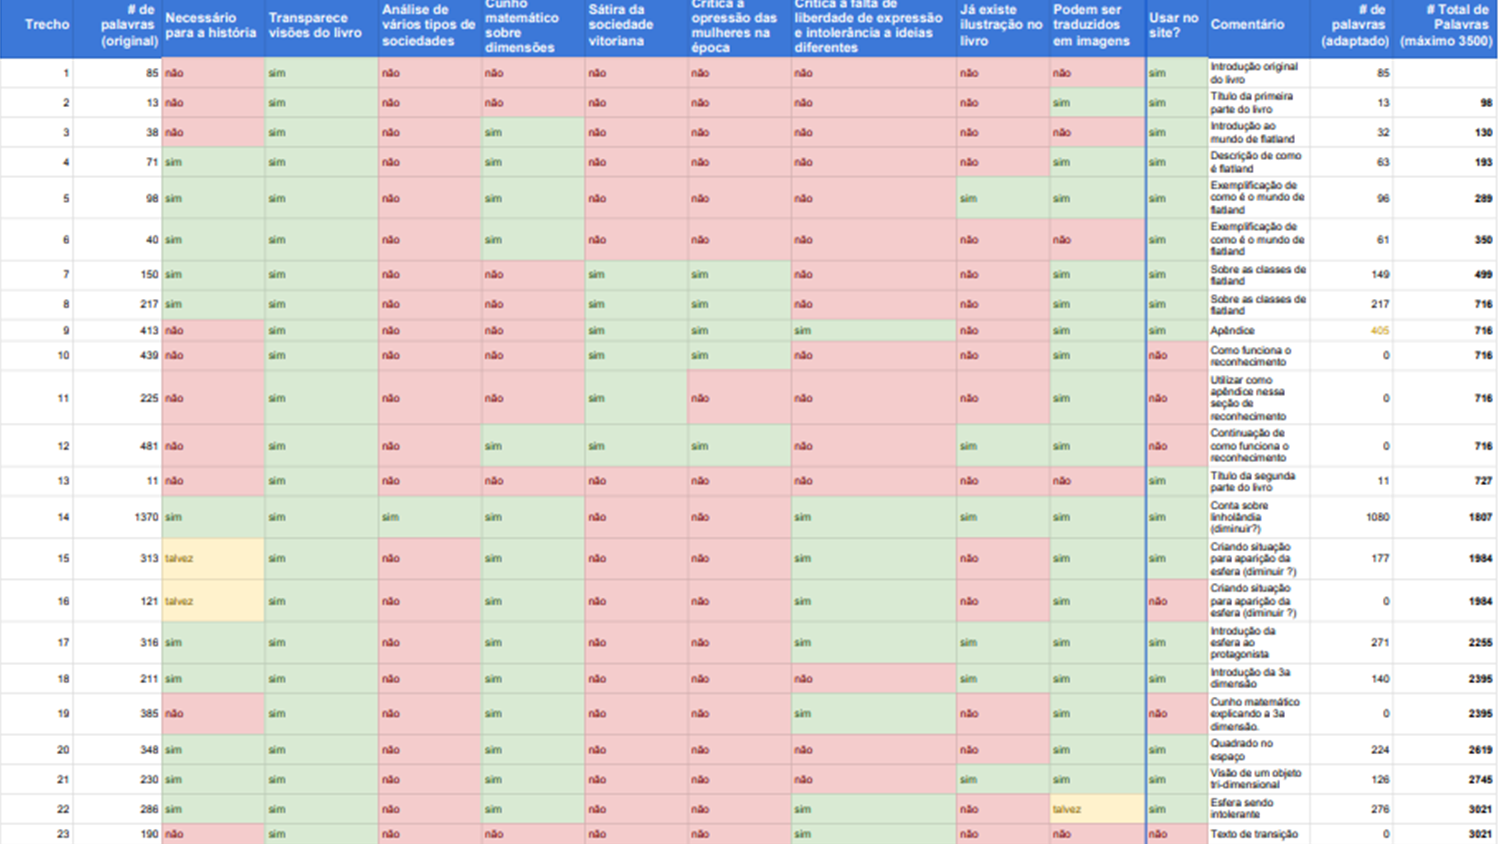 Trecho # de palavras (original) Necessário para a história Transparece visões do livro Análise de vários tipos de sociedades Cunho matemático sobre dimensões Sátira da sociedade vitoriana Crítica a opressão das mulheres na época Crítica a falta de liberdade de expressão e intolerância a ideias diferentes Já existe ilustração no livro Podem ser traduzidos em imagens Usar no site? Comentário # de palavras (adaptado) # Total de Palavras (máximo 3500)
1 85 não sim não não não não não não não sim Introdução original do livro 85
2 13 não sim não não não não não não sim sim Título da primeira parte do livro 13 98
3 38 não sim não sim não não não não não sim Introdução ao mundo de flatland 32 130
4 71 sim sim não sim não não não não sim sim Descrição de como é flatland 63 193
5 98 sim sim não sim não não não sim sim sim Exemplificação de como é o mundo de flatland 96 289
6 40 sim sim não sim não não não não não sim Exemplificação de como é o mundo de flatland 61 350
7 150 sim sim não não sim sim não não sim sim Sobre as classes de flatland 149 499
8 217 sim sim não não sim sim não não sim sim Sobre as classes de flatland 217 716
9 413 não sim não não sim sim sim não sim sim Apêndice 405 716
10 439 não sim não não sim sim não não sim não Como funciona o reconhecimento 0 716
11 225 não sim não não sim não não não sim não Utilizar como apêndice nessa seção de reconhecimento 0 716
12 481 não sim não sim sim sim não sim sim não Continuação de como funciona o reconhecimento 0 716
13 11 não sim não não não não não não não sim Título da segunda parte do livro 11 727
14 1370 sim sim sim sim não não sim sim sim sim Conta sobre linholândia (diminuir?) 1080 1807
15 313 talvez sim não sim não não sim não sim sim Criando situação para aparição da esfera (diminuir ?) 177 1984
16 121 talvez sim não sim não não sim não sim não Criando situação para aparição da esfera (diminuir ?) 0 1984
17 316 sim sim não sim não não sim sim sim sim Introdução da esfera ao protagonista 271 2255
18 211 sim sim não sim não não não sim sim sim Introdução da 3a dimensão 140 2395
19 385 não sim não sim não não sim não sim não Cunho matemático explicando a 3a dimensão. 0 2395
20 348 sim sim não sim não não não não sim sim Quadrado no espaço 224 2619
21 230 sim sim não sim não não não sim sim sim Visão de um objeto tri-dimensional 126 2745
22 286 sim sim não sim não não sim não talvez sim Esfera sendo intolerante 276 3021
23 190 não sim não não não não sim não não não Texto de transição 0 3021